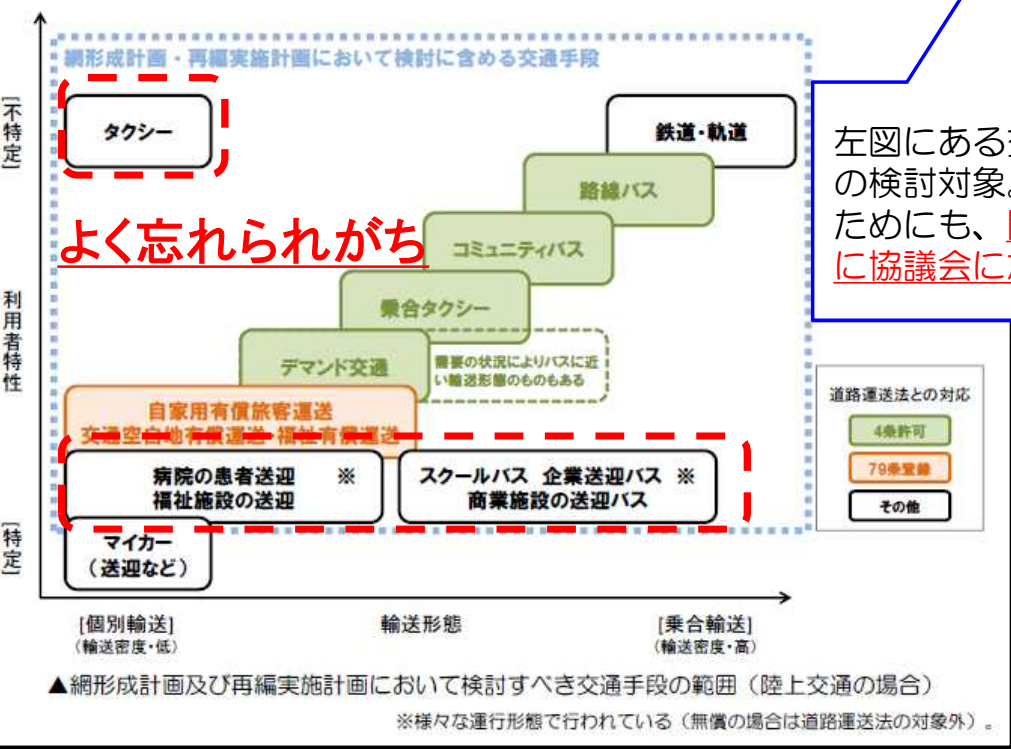 網形成計画・再編実施計画において検討に含める交通手段
[不特定]
タクシー
鉄道・軌道
路線バス
よく忘れられがち
コミュニティバス
乗合タクシー
利用者特性
デマンド交通
需要の状況によりバスに近
い輸送形態のものもある
自家用有償旅客運送
交通空白地有償運送・福祉有償運送
病院の患者送迎 ※
福祉施設の送迎
スクールバス 企業送迎バス ※
商業施設の送迎バス
[特定]
マイカー
(送迎など)
[個別輸送]
(輸送密度・低)
輸送形態
[乗合輸送]
(輸送密度・高)
左図にある
の検討対象
ためにも、
に協議会に
道路運送法との対応
4条許可
79条登録
その他
▲網形成計画及び再編実施計画において検討すべき交通手段の範囲(陸上交通の場合)
※様々な運行形態で行われている(無償の場合は道路運送法の対象外)。